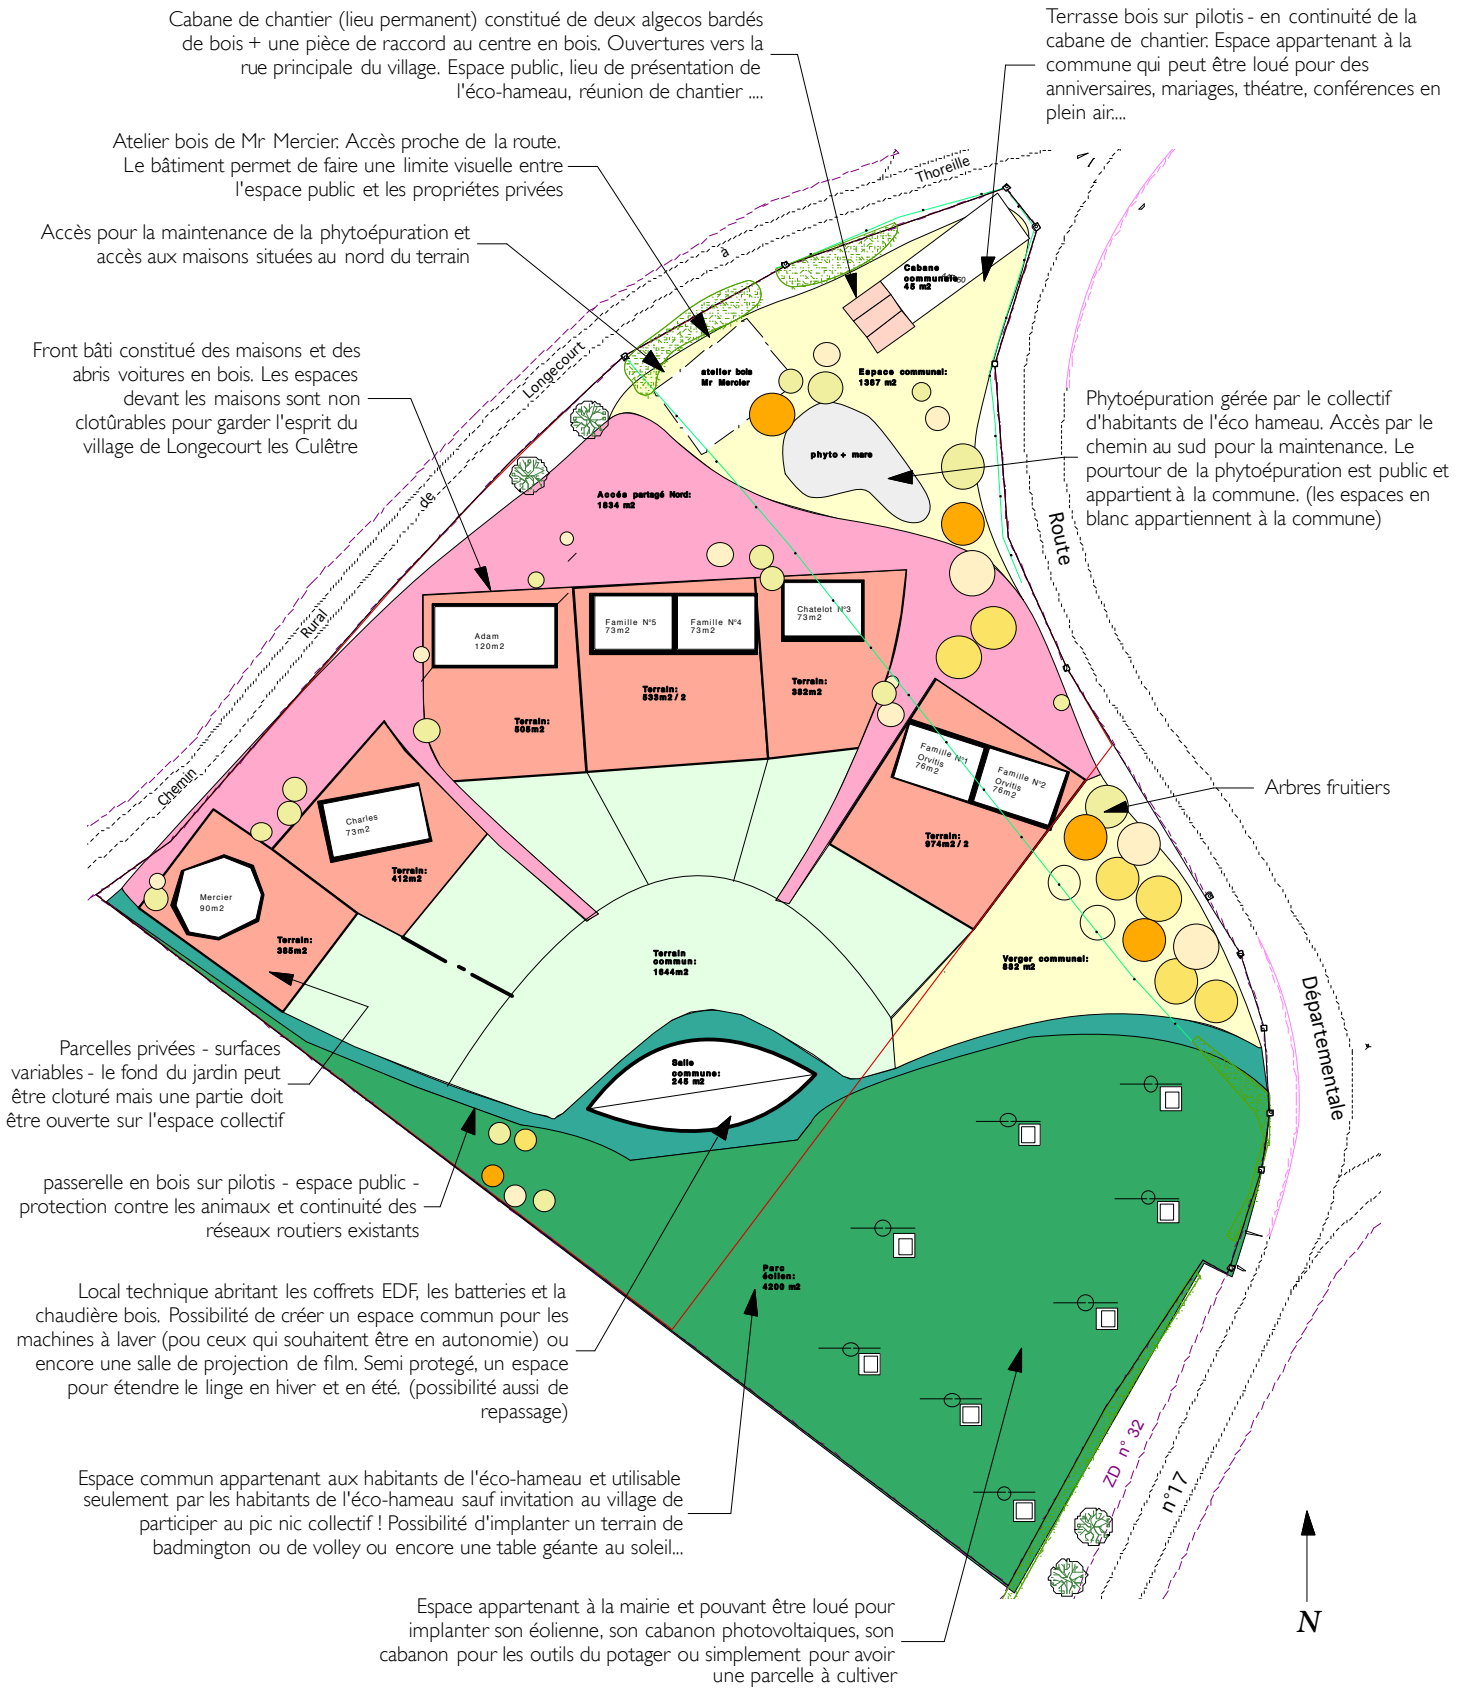 Cabane de chantier (lieu permanent) constitué de deux algecos bardés
de bois + une pièce de raccord au centre en bois. Ouvertures vers la
rue principale du village. Espace public, lieu de présentation de
l'éco-hameau, réunion de chantier ....
Terrasse bois sur pilotis - en continuité de la
cabane de chantier. Espace appartenant à la
commune qui peut être loué pour des
anniversaires, mariages, théatre, conférences en
plein air....
Atelier bois de Mr Mercier. Accès proche de la route.
Le bâtiment permet de faire une limite visuelle entre
l'espace public et les propriétes privées
Accès pour la maintenance de la phytoépuration et
accès aux maisons situées au nord du terrain
Front bâti constitué des maisons et des
abris voitures en bois. Les espaces
devant les maisons sont non
clotûrables pour garder l'esprit du
village de Longecourt les Culêtre
Phytoépuration gérée par le collectif
d'habitants de l'éco hameau. Accès par le
chemin au sud pour la maintenance. Le
pourtour de la phytoépuration est public et
appartient à la commune. (les espaces en
blanc appartiennent à la commune)
Thoreille
à
Longecourt
de
Rural
Chemin
Cabane
communale
45 m2
atelier bois
Mr Mercier
Espace communal:
1387 m2
phyto + mare
Accés partagé Nord:
1634 m2
Route
Départementale
n°17
ZD n° 32
Adam
120m2
Famille N°5
73m2
Famille N°4
73m2
Chatelot N°3
73m2
Terrain:
505m2
Terrain:
533m2 / 2
Terrain:
382m2
Famille N°1
Orvitis
76m2
Famille N°2
Orvitis
76m2
Terrain:
974m2 / 2
Charles
73m2
Terrain:
412m2
Mercier
90m2
Terrain:
385m2
Terrain
commun:
1644m2
Verger communal:
882 m2
Arbres fruitiers
Salle
commune:
245 m2
Parc
éolien:
4200 m2
Parcelles privées - surfaces
variables - le fond du jardin peut
être cloturé mais une partie doit
être ouverte sur l'espace collectif
passerelle en bois sur pilotis - espace public -
protection contre les animaux et continuité des
réseaux routiers existants
Local technique abritant les coffrets EDF, les batteries et la
chaudière bois. Possibilité de créer un espace commun pour les
machines à laver (pou ceux qui souhaitent être en autonomie) ou
encore une salle de projection de film. Semi protegé, un espace
pour étendre le linge en hiver et en été. (possibilité aussi de
repassage)
Espace commun appartenant aux habitants de l'éco-hameau et utilisable
seulement par les habitants de l'éco-hameau sauf invitation au village de
participer au pic nic collectif ! Possibilité d'implanter un terrain de
badmington ou de volley ou encore une table géante au soleil...
Espace appartenant à la mairie et pouvant être loué pour
implanter son éolienne, son cabanon photovoltaiques, son
cabanon pour les outils du potager ou simplement pour avoir
une parcelle à cultiver
N